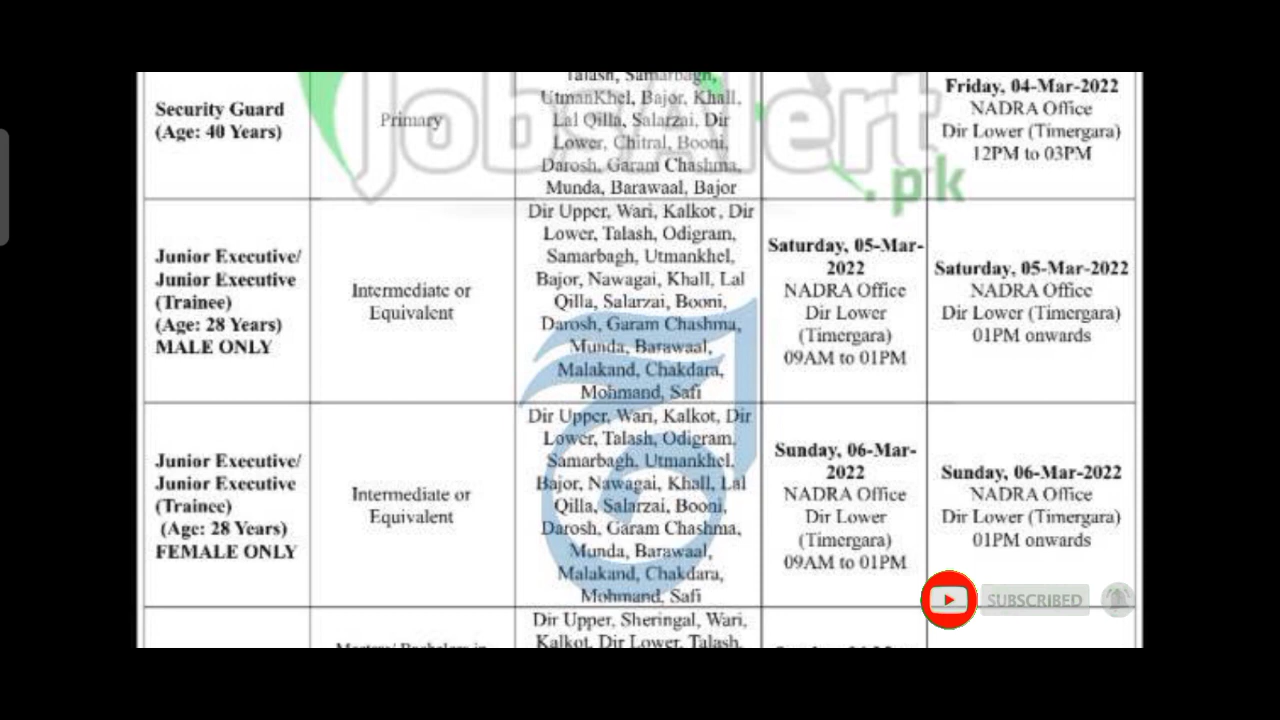 Talash, Samarbagh,
Security Guard
(Age: 40 Years)
Primary
UtmanKhel, Bajor, Khall,
Lal Qilla, Salarzai, Dir
Lower, Chitral, Booni,
Darosh, Garam Chashma,
Munda, Barawaal, Bajor
Friday, 04-Mar-2022
NADRA Office
Dir Lower (Timergara)
12PM to 03PM
JobsAlert
.pk
Junior Executive/
Junior Executive
(Trainee)
(Age: 28 Years)
MALE ONLY
Intermediate or
Equivalent
Dir Upper, Wari, Kalkot, Dir
Lower, Talash, Odigram,
Samarbagh, Utmankhel,
Bajor, Nawagai, Khall, Lal
Qilla, Salarzai, Booni,
Darosh, Garam Chashma,
Munda, Barawaal,
Malakand, Chakdara,
Mohmand, Safi
Saturday, 05-Mar-
2022
NADRA Office
Dir Lower
(Timergara)
09AM to 01PM
Saturday, 05-Mar-2022
NADRA Office
Dir Lower (Timergara)
01PM onwards
Junior Executive/
Junior Executive
(Trainee)
(Age: 28 Years)
FEMALE ONLY
Intermediate or
Equivalent
Dir Upper, Wari, Kalkot, Dir
Lower, Talash, Odigram,
Samarbagh, Utmankhel,
Bajor, Nawagai, Khall, Lal
Qilla, Salarzai, Booni,
Darosh, Garam Chashma,
Munda, Barawaal,
Malakand, Chakdara,
Mohmand, Safi
Sunday, 06-Mar-
2022
NADRA Office
Dir Lower
(Timergara)
09AM to 01PM
Sunday, 06-Mar-2022
NADRA Office
Dir Lower (Timergara)
01PM onwards
SUBSCRIBED
Dir Upper, Sheringal, Wari,
Kalkot, Dir Lower, Talash,